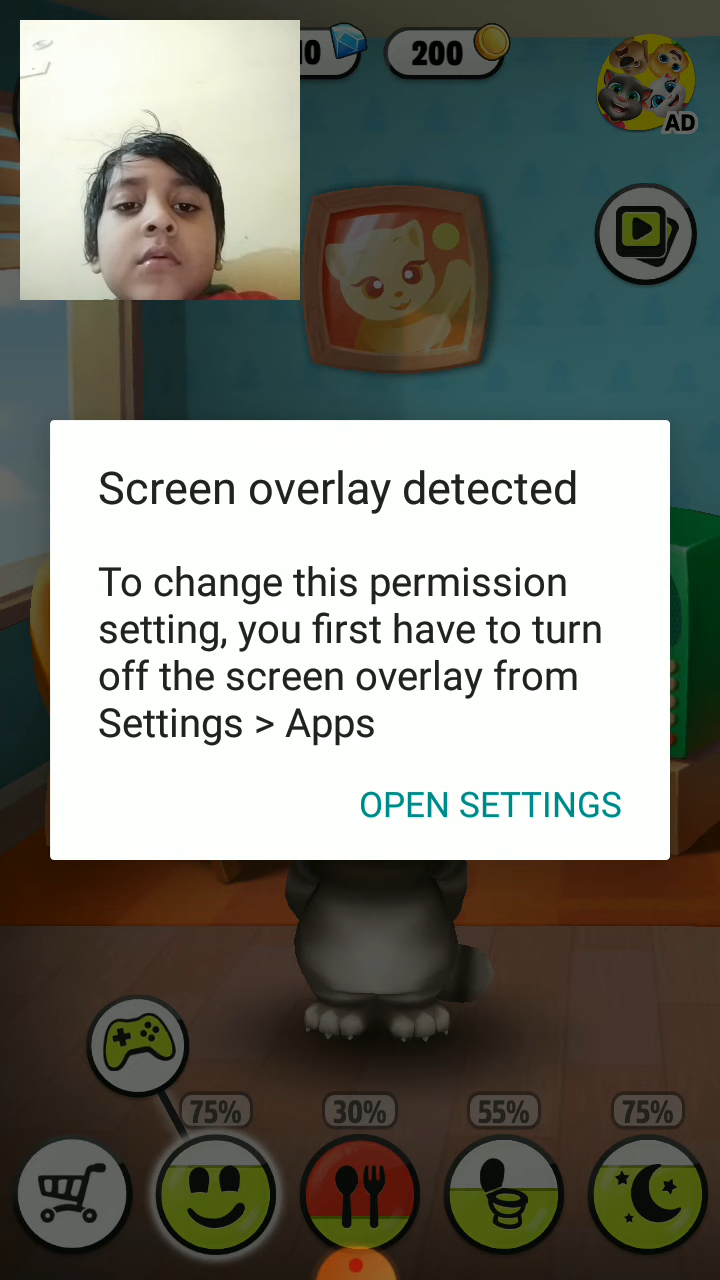 200
AD
Screen overlay detected
To change this permission
setting, you first have to turn
off the screen overlay from
Settings > Apps
OPEN SETTINGS
75%
30%
55%
75%